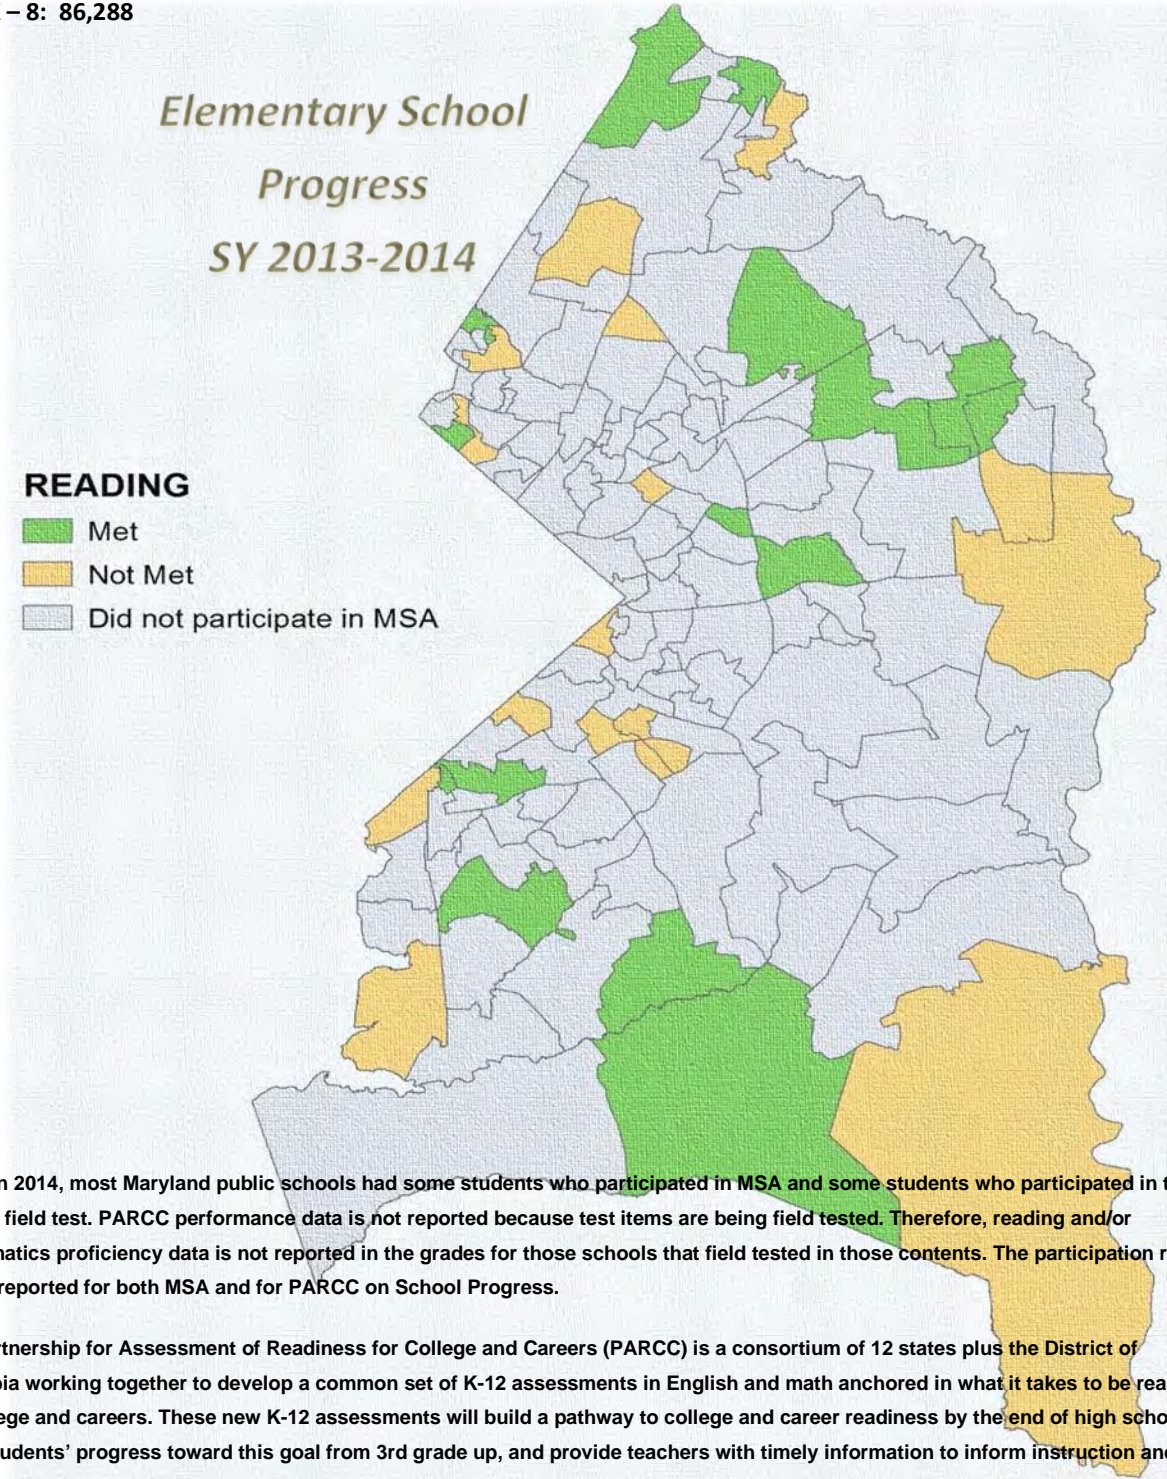 – 8: 86,288
Elementary School
Progress
SY 2013-2014
READING
Met
Not Met
Did not participate in MSA
n 2014, most Maryland public schools had some students who participated in MSA and some students who participated in t
field test. PARCC performance data is not reported because test items are being field tested. Therefore, reading and/or
natics proficiency data is not reported in the grades for those schools that field tested in those contents. The participation r
reported for both MSA and for PARCC on School Progress.
rtnership for Assessment of Readiness for College and Careers (PARCC) is a consortium of 12 states plus the District of
bia working together to develop a common set of K-12 assessments in English and math anchored in what it takes to be rea
ege and careers. These new K-12 assessments will build a pathway to college and career readiness by the end of high scho
udents’ progress toward this goal from 3rd grade up, and provide teachers with timely information to inform instruction and